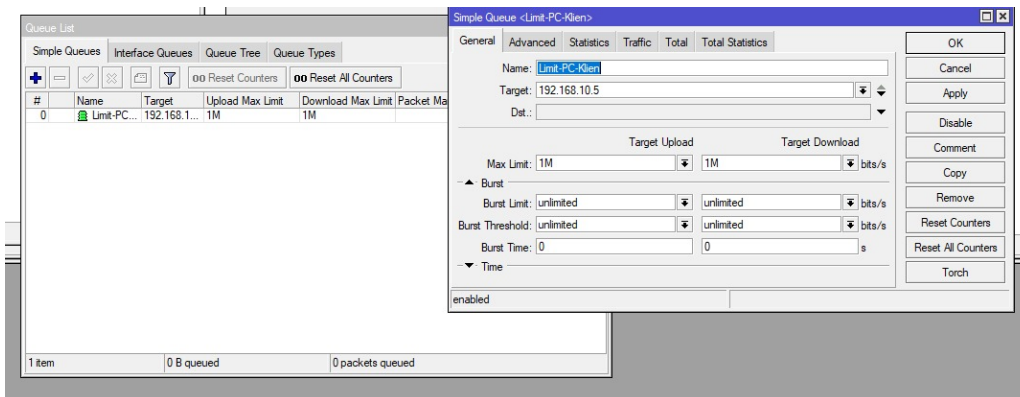 Queue List
Simple Queues Interface Queues Queue Tree Queue Types
00 Reset Counters 00 Reset All Counters
# Name Target Upload Max Limit Download Max Limit Packet Ma
0 Limit-PC... 192.168.1... 1M 1M
1 item 0 B queued 0 packets queued
Simple Queue <Limit-PC-Klien>
General Advanced Statistics Traffic Total Total Statistics
Name: Limit-PC-Klien
Target: 192.168.10.5
Dst.:
Target Upload Target Download
Max Limit: 1M 1M bits/s
Burst
Burst Limit: unlimited unlimited bits/s
Burst Threshold: unlimited unlimited bits/s
Burst Time: 0 0 s
Time
enabled
OK
Cancel
Apply
Disable
Comment
Copy
Remove
Reset Counters
Reset All Counters
Torch